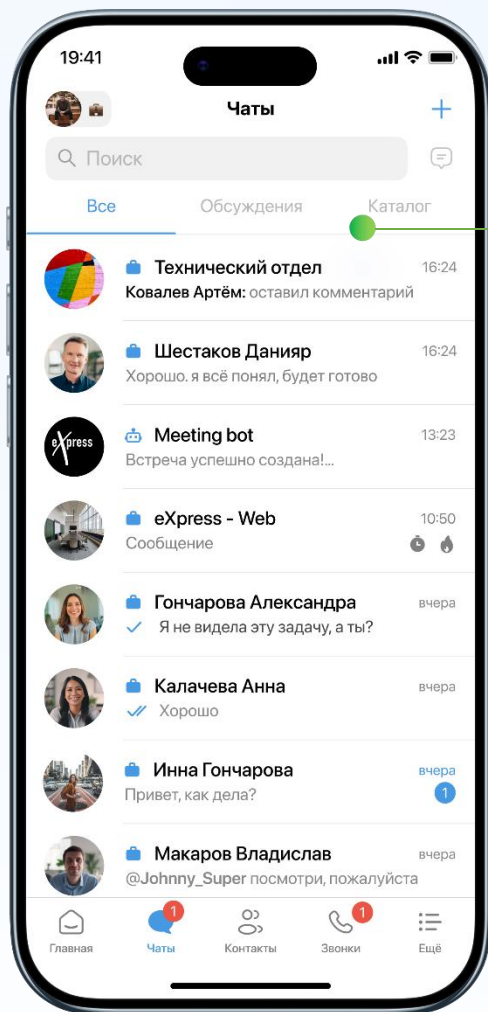 19:41
Чаты
Поиск
Все Обсуждения Каталог
Технический отдел 16:24
Ковалев Артём: оставил комментарий
Шестаков Данияр 16:24
Хорошо. я всё понял, будет готово
eXpress
Meeting bot 13:23
Встреча успешно создана!...
eXpress - Web 10:50
Сообщение
Гончарова Александра вчера
Я не видела эту задачу, а ты?
Калачева Анна вчера
Хорошо
Инна Гончарова вчера
Привет, как дела? 1
Макаров Владислав вчера
@Johnny_Super посмотри, пожалуйста
1 1
Главная Чаты Контакты Звонки Ещё